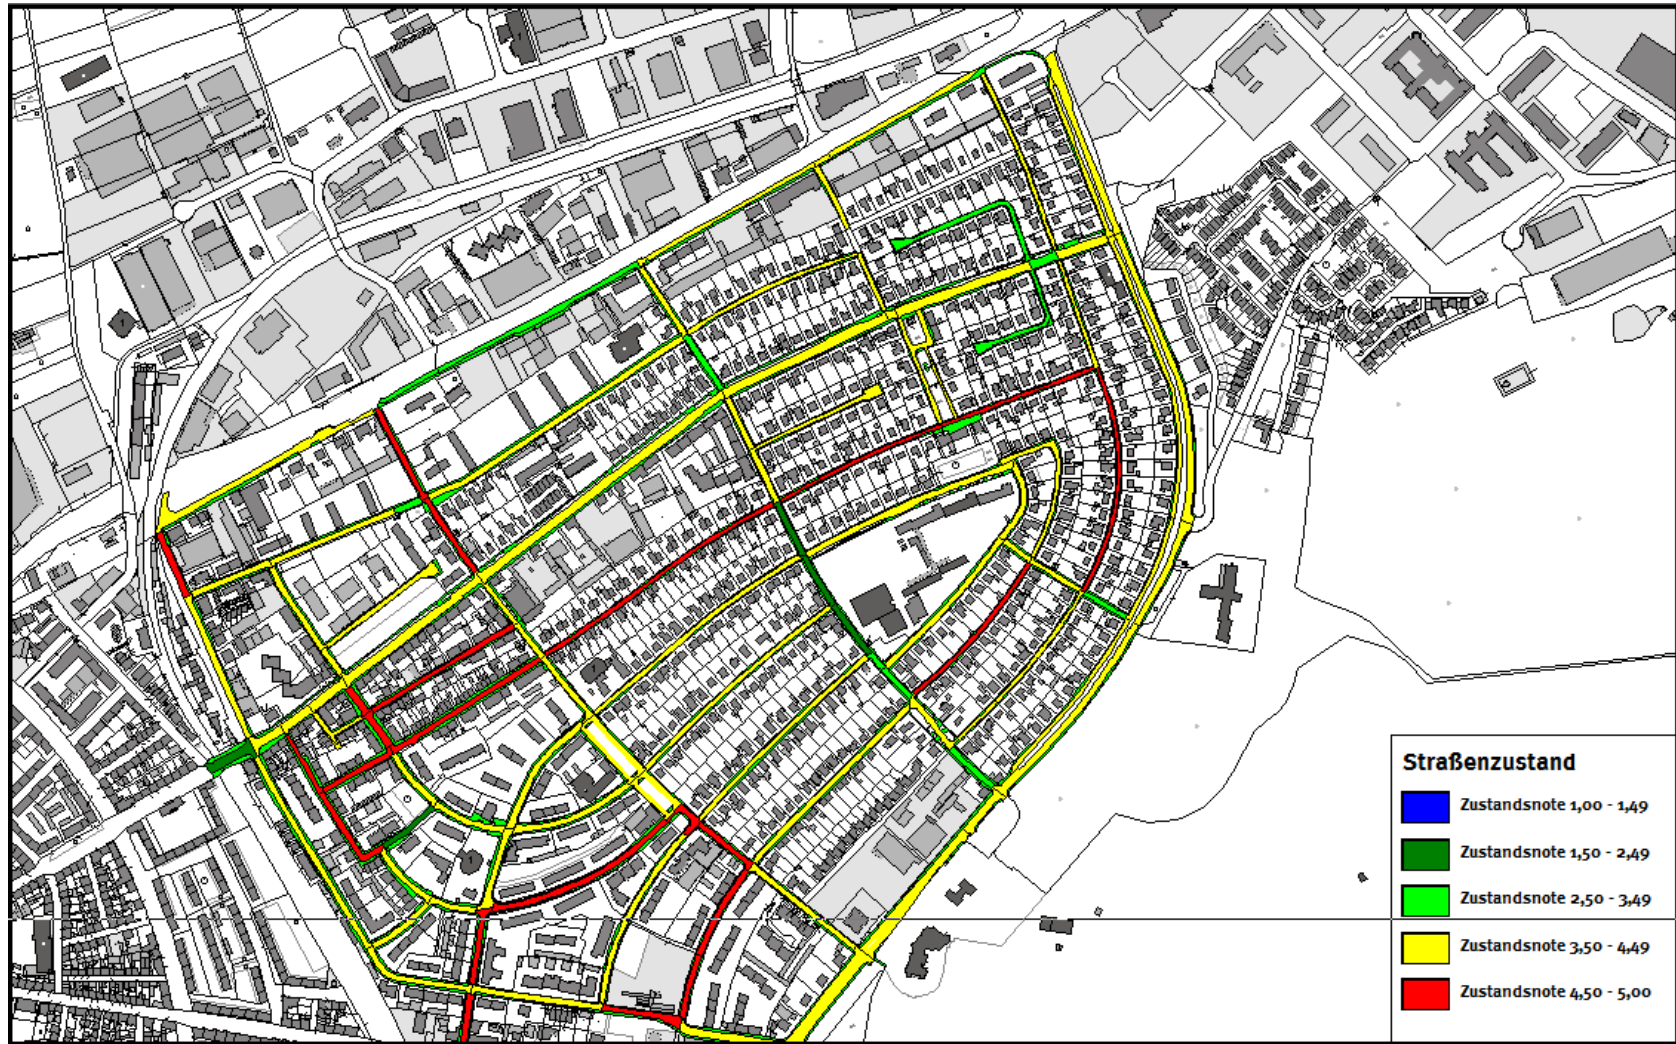 Straßenzustand
Zustandsnote 1,00 - 1,49
Zustandsnote 1,50 - 2,49
Zustandsnote 2,50 - 3,49
Zustandsnote 3,50 - 4,49
Zustandsnote 4,50 - 5,00